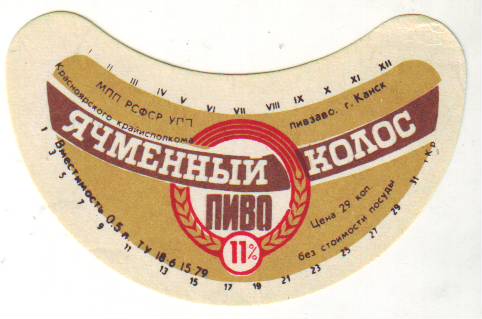 I II III IV V VI VII VIII IX X XI XII
МПП РСФСР УПП
Красноярского крайисполкома
пивзаво. г. Канск
ЯЧМЕННЫЙ КОЛОС
ПИВО
11%
Вместимость 0,5 л. ТУ 18 6 15 79
Цена 29 коп
без стоимости посуды
1 3 5 7 9 11 13 15 17 19 21 23 25 27 29 31 I кр